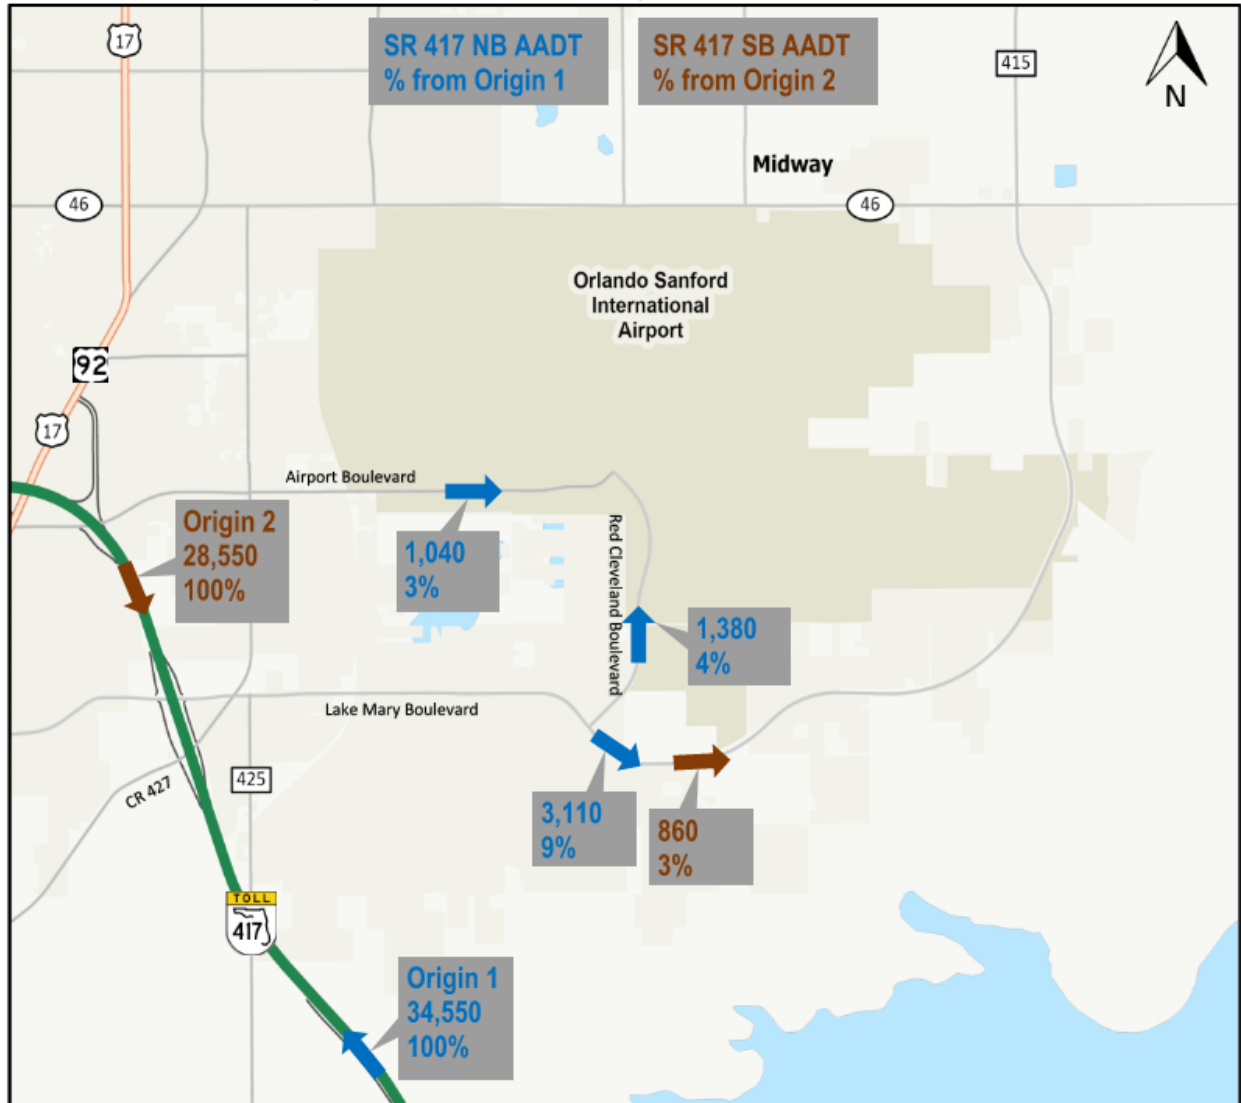 17
SR 417 NB AADT
% from Origin 1
SR 417 SB AADT
% from Origin 2
415
N
Midway
46
46
Orlando Sanford
International
Airport
92
17
Airport Boulevard
Origin 2
28,550
100%
1,040
3%
Red Cleveland Boulevard
1,380
4%
Lake Mary Boulevard
CR 427
425
3,110
9%
860
3%
TOLL
417
Origin 1
34,550
100%